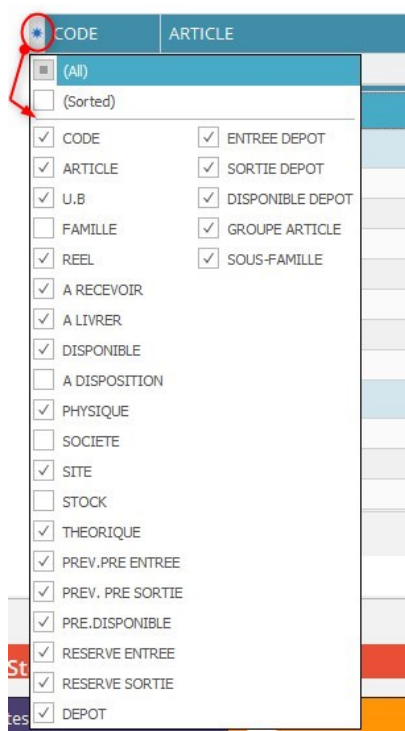 CODE ARTICLE
(All)
(Sorted)
CODE
ARTICLE
U.B
FAMILLE
REEL
A RECEVOIR
A LIVRER
DISPONIBLE
A DISPOSITION
PHYSIQUE
SOCIETE
SITE
STOCK
THEORIQUE
PREV.PRE ENTREE
PREV. PRE SORTIE
PRE.DISPONIBLE
RESERVE ENTREE
RESERVE SORTIE
DEPOT
ENTREE DEPOT
SORTIE DEPOT
DISPONIBLE DEPOT
GROUPE ARTICLE
SOUS-FAMILLE
St
tes